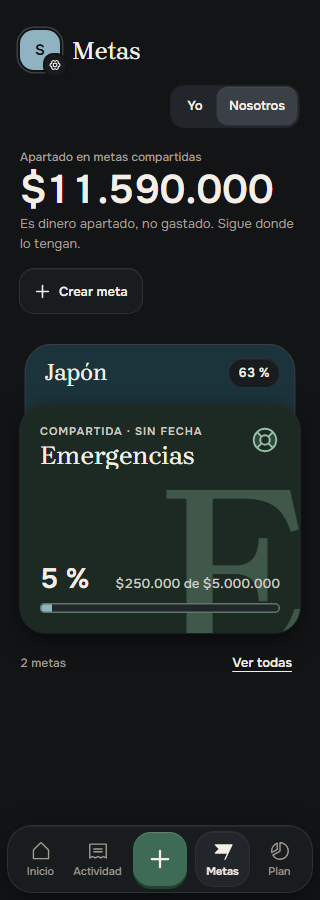 S
Metas
Yo
Nosotros
Apartado en metas compartidas
$11.590.000
Es dinero apartado, no gastado. Sigue donde
lo tengan.
+ Crear meta
Japón
63 %
COMPARTIDA · SIN FECHA
Emergencias
E
5 %
$250.000 de $5.000.000
2 metas
Ver todas
Inicio
Actividad
+
Metas
Plan